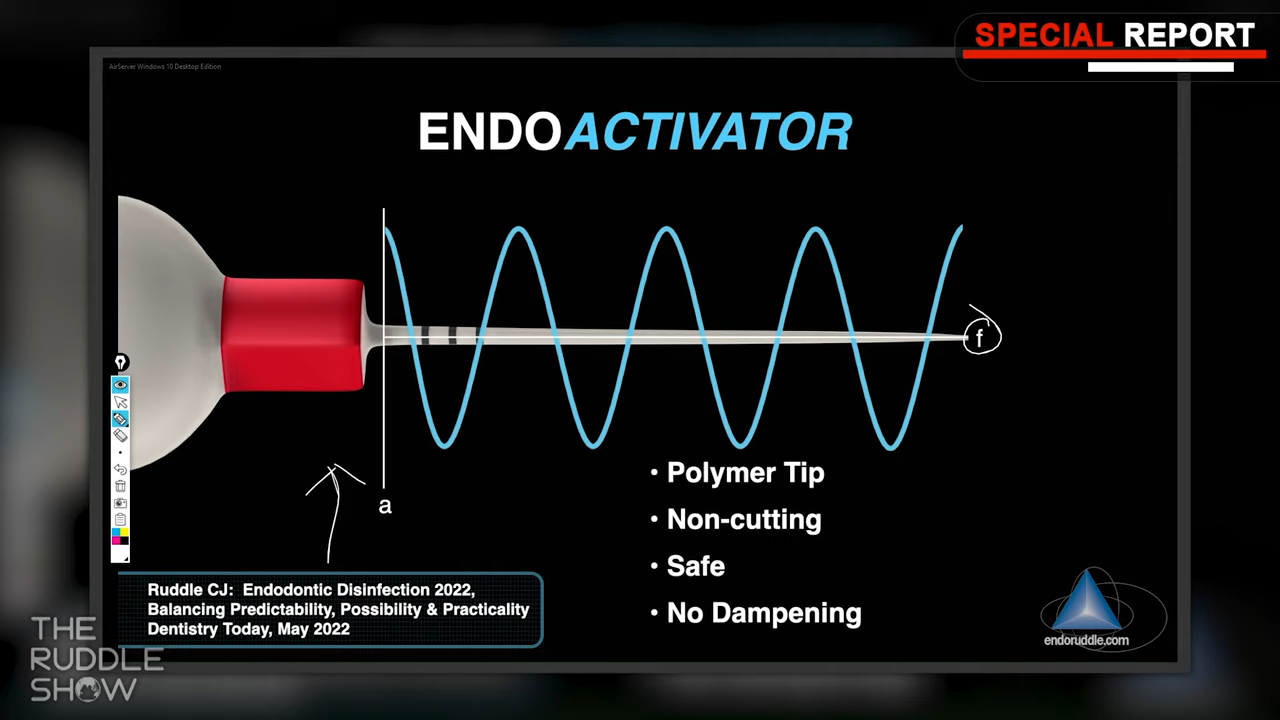 SPECIAL REPORT
AirServer Windows 10 Desktop Edition
ENDOACTIVATOR
f
a
• Polymer Tip
• Non-cutting
• Safe
• No Dampening
Ruddle CJ: Endodontic Disinfection 2022,
Balancing Predictability, Possibility & Practicality
Dentistry Today, May 2022
endoruddle.com
THE
RUDDLE
SHOW